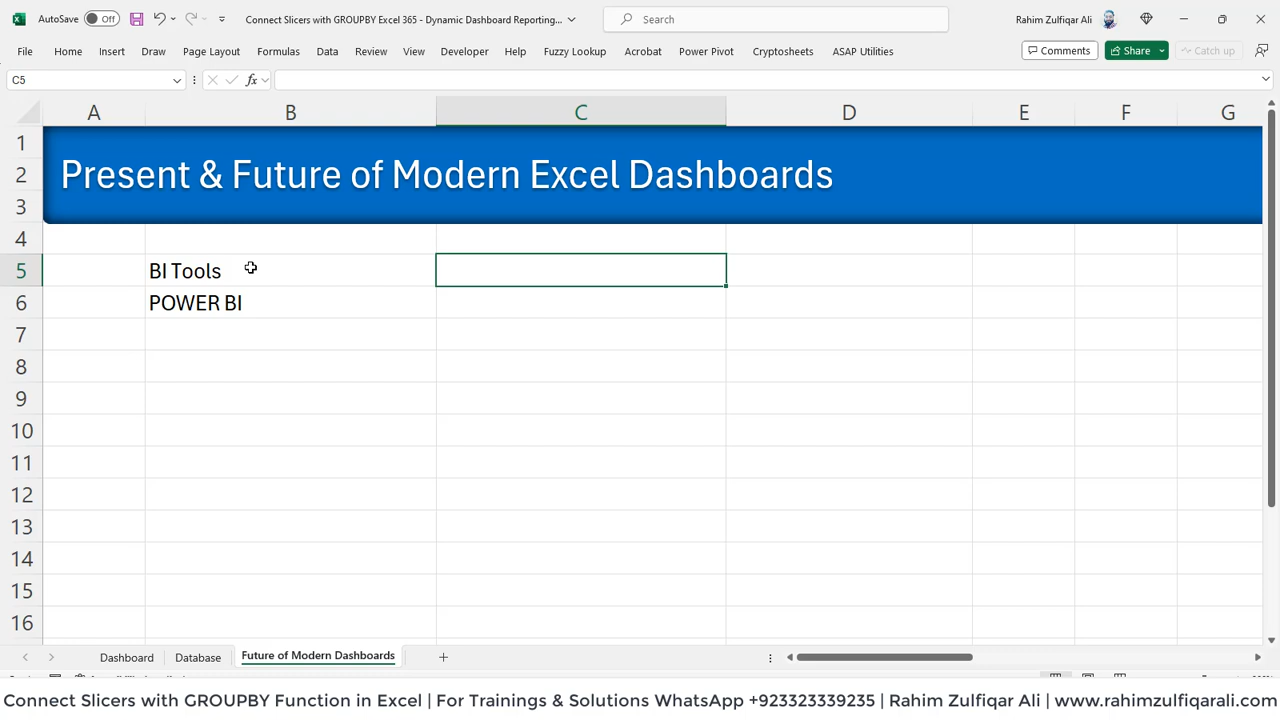 AutoSave Off Connect Slicers with GROUPBY Excel 365 - Dynamic Dashboard Reporting... Search Rahim Zulfiqar Ali
File Home Insert Draw Page Layout Formulas Data Review View Developer Help Fuzzy Lookup Acrobat Power Pivot Cryptosheets ASAP Utilities Comments Share Catch up
C5 fx
A B C D E F G
1
2 Present & Future of Modern Excel Dashboards
3
4
5 BI Tools
6 POWER BI
7
8
9
10
11
12
13
14
15
16
Dashboard Database Future of Modern Dashboards
Connect Slicers with GROUPBY Function in Excel | For Trainings & Solutions WhatsApp +923323339235 | Rahim Zulfiqar Ali | www.rahimzulfiqarali.com